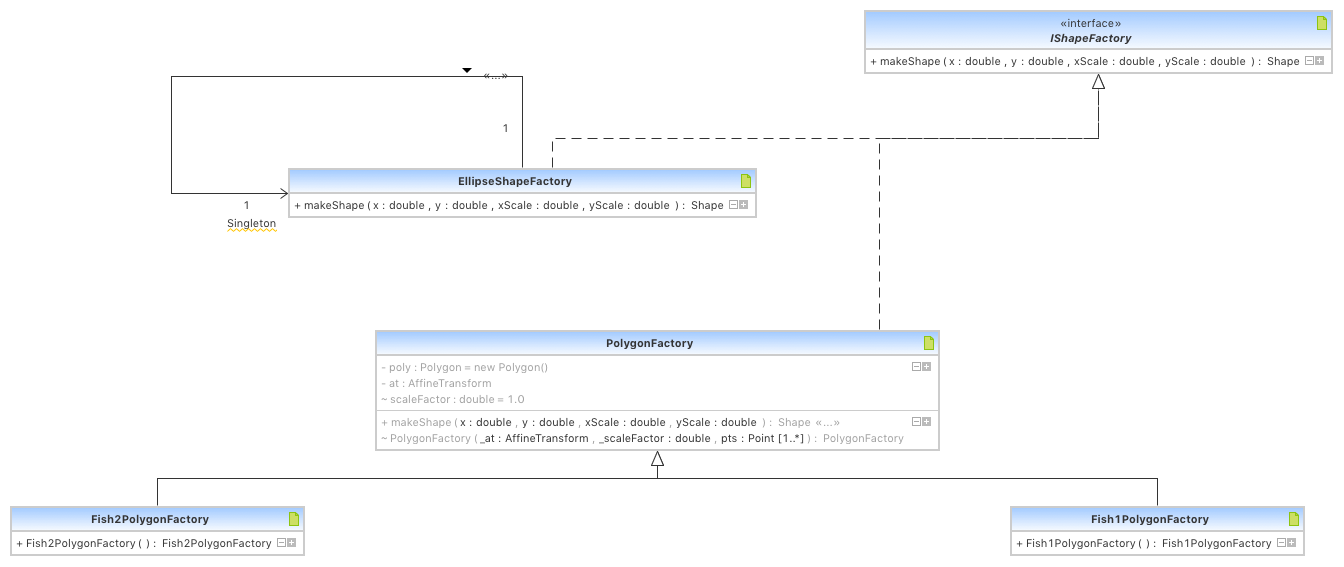 «interface»
IShapeFactory
+ makeShape ( x : double , y : double , xScale : double , yScale : double ) : Shape
«...»
1
EllipseShapeFactory
+ makeShape ( x : double , y : double , xScale : double , yScale : double ) : Shape
1
Singleton
PolygonFactory
- poly : Polygon = new Polygon()
- at : AffineTransform
~ scaleFactor : double = 1.0
+ makeShape ( x : double , y : double , xScale : double , yScale : double ) : Shape «...»
~ PolygonFactory ( _at : AffineTransform , _scaleFactor : double , pts : Point [1..*] ) : PolygonFactory
Fish2PolygonFactory
+ Fish2PolygonFactory ( ) : Fish2PolygonFactory
Fish1PolygonFactory
+ Fish1PolygonFactory ( ) : Fish1PolygonFactory